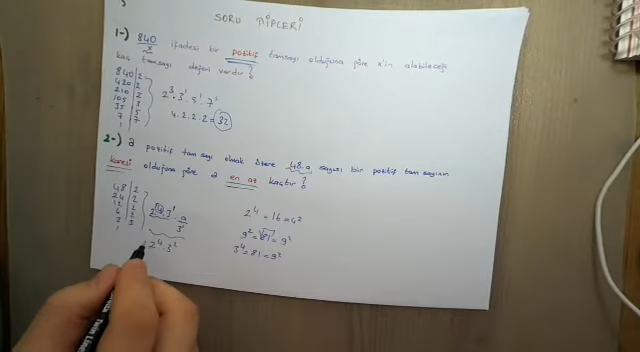 SORU TİPLERİ
1-) 840/x ifadesi bir pozitif tamsayı olduğuna göre x'in alabileceği
kaç tamsayı değeri vardır?
840 | 2
420 | 2
210 | 2
105 | 3
35 | 5
7 | 7
1
2³.3¹.5¹.7¹
4.2.2.2=32
2-) a pozitif tam sayı olmak üzere 48.a sayısı bir pozitif tam sayının
karesi olduğuna göre a en az kaçtır?
48 | 2
24 | 2
12 | 2
6 | 2
3 | 3
1
2⁴.3¹.a
3¹
2⁴.3²
2⁴=16=4²
9²=81=9²
3⁴=81=9²